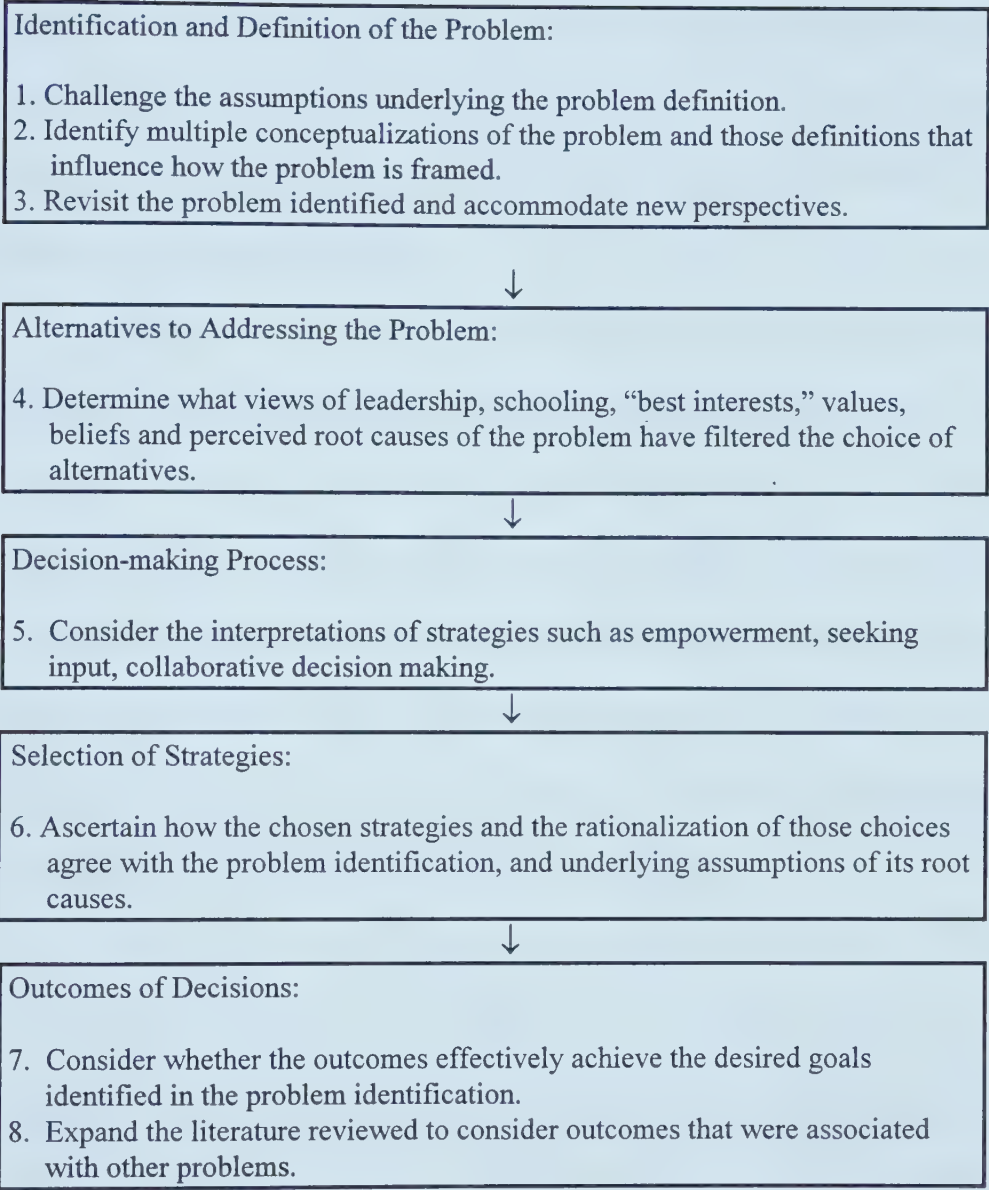 Identification and Definition of the Problem:
1. Challenge the assumptions underlying the problem definition.
2. Identify multiple conceptualizations of the problem and those definitions that
influence how the problem is framed.
3. Revisit the problem identified and accommodate new perspectives.
↓
Alternatives to Addressing the Problem:
4. Determine what views of leadership, schooling, “best interests,” values,
beliefs and perceived root causes of the problem have filtered the choice of
alternatives.
↓
Decision-making Process:
5. Consider the interpretations of strategies such as empowerment, seeking
input, collaborative decision making.
↓
Selection of Strategies:
6. Ascertain how the chosen strategies and the rationalization of those choices
agree with the problem identification, and underlying assumptions of its root
causes.
↓
Outcomes of Decisions:
7. Consider whether the outcomes effectively achieve the desired goals
identified in the problem identification.
8. Expand the literature reviewed to consider outcomes that were associated
with other problems.